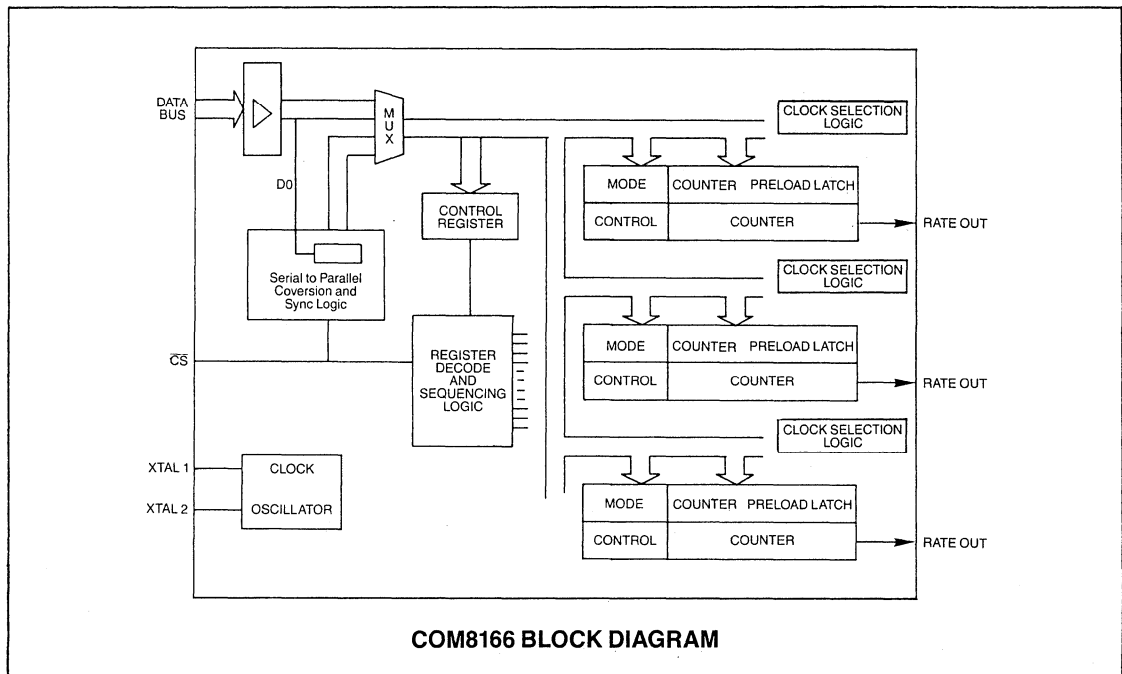 DATA
BUS
MUX
D0
CONTROL
REGISTER
Serial to Parallel
Coversion and
Sync Logic
CS
REGISTER
DECODE
AND
SEQUENCING
LOGIC
XTAL 1
CLOCK
XTAL 2
OSCILLATOR
CLOCK SELECTION
LOGIC
MODE COUNTER PRELOAD LATCH
CONTROL COUNTER RATE OUT
CLOCK SELECTION
LOGIC
MODE COUNTER PRELOAD LATCH
CONTROL COUNTER RATE OUT
CLOCK SELECTION
LOGIC
MODE COUNTER PRELOAD LATCH
CONTROL COUNTER RATE OUT
COM8166 BLOCK DIAGRAM